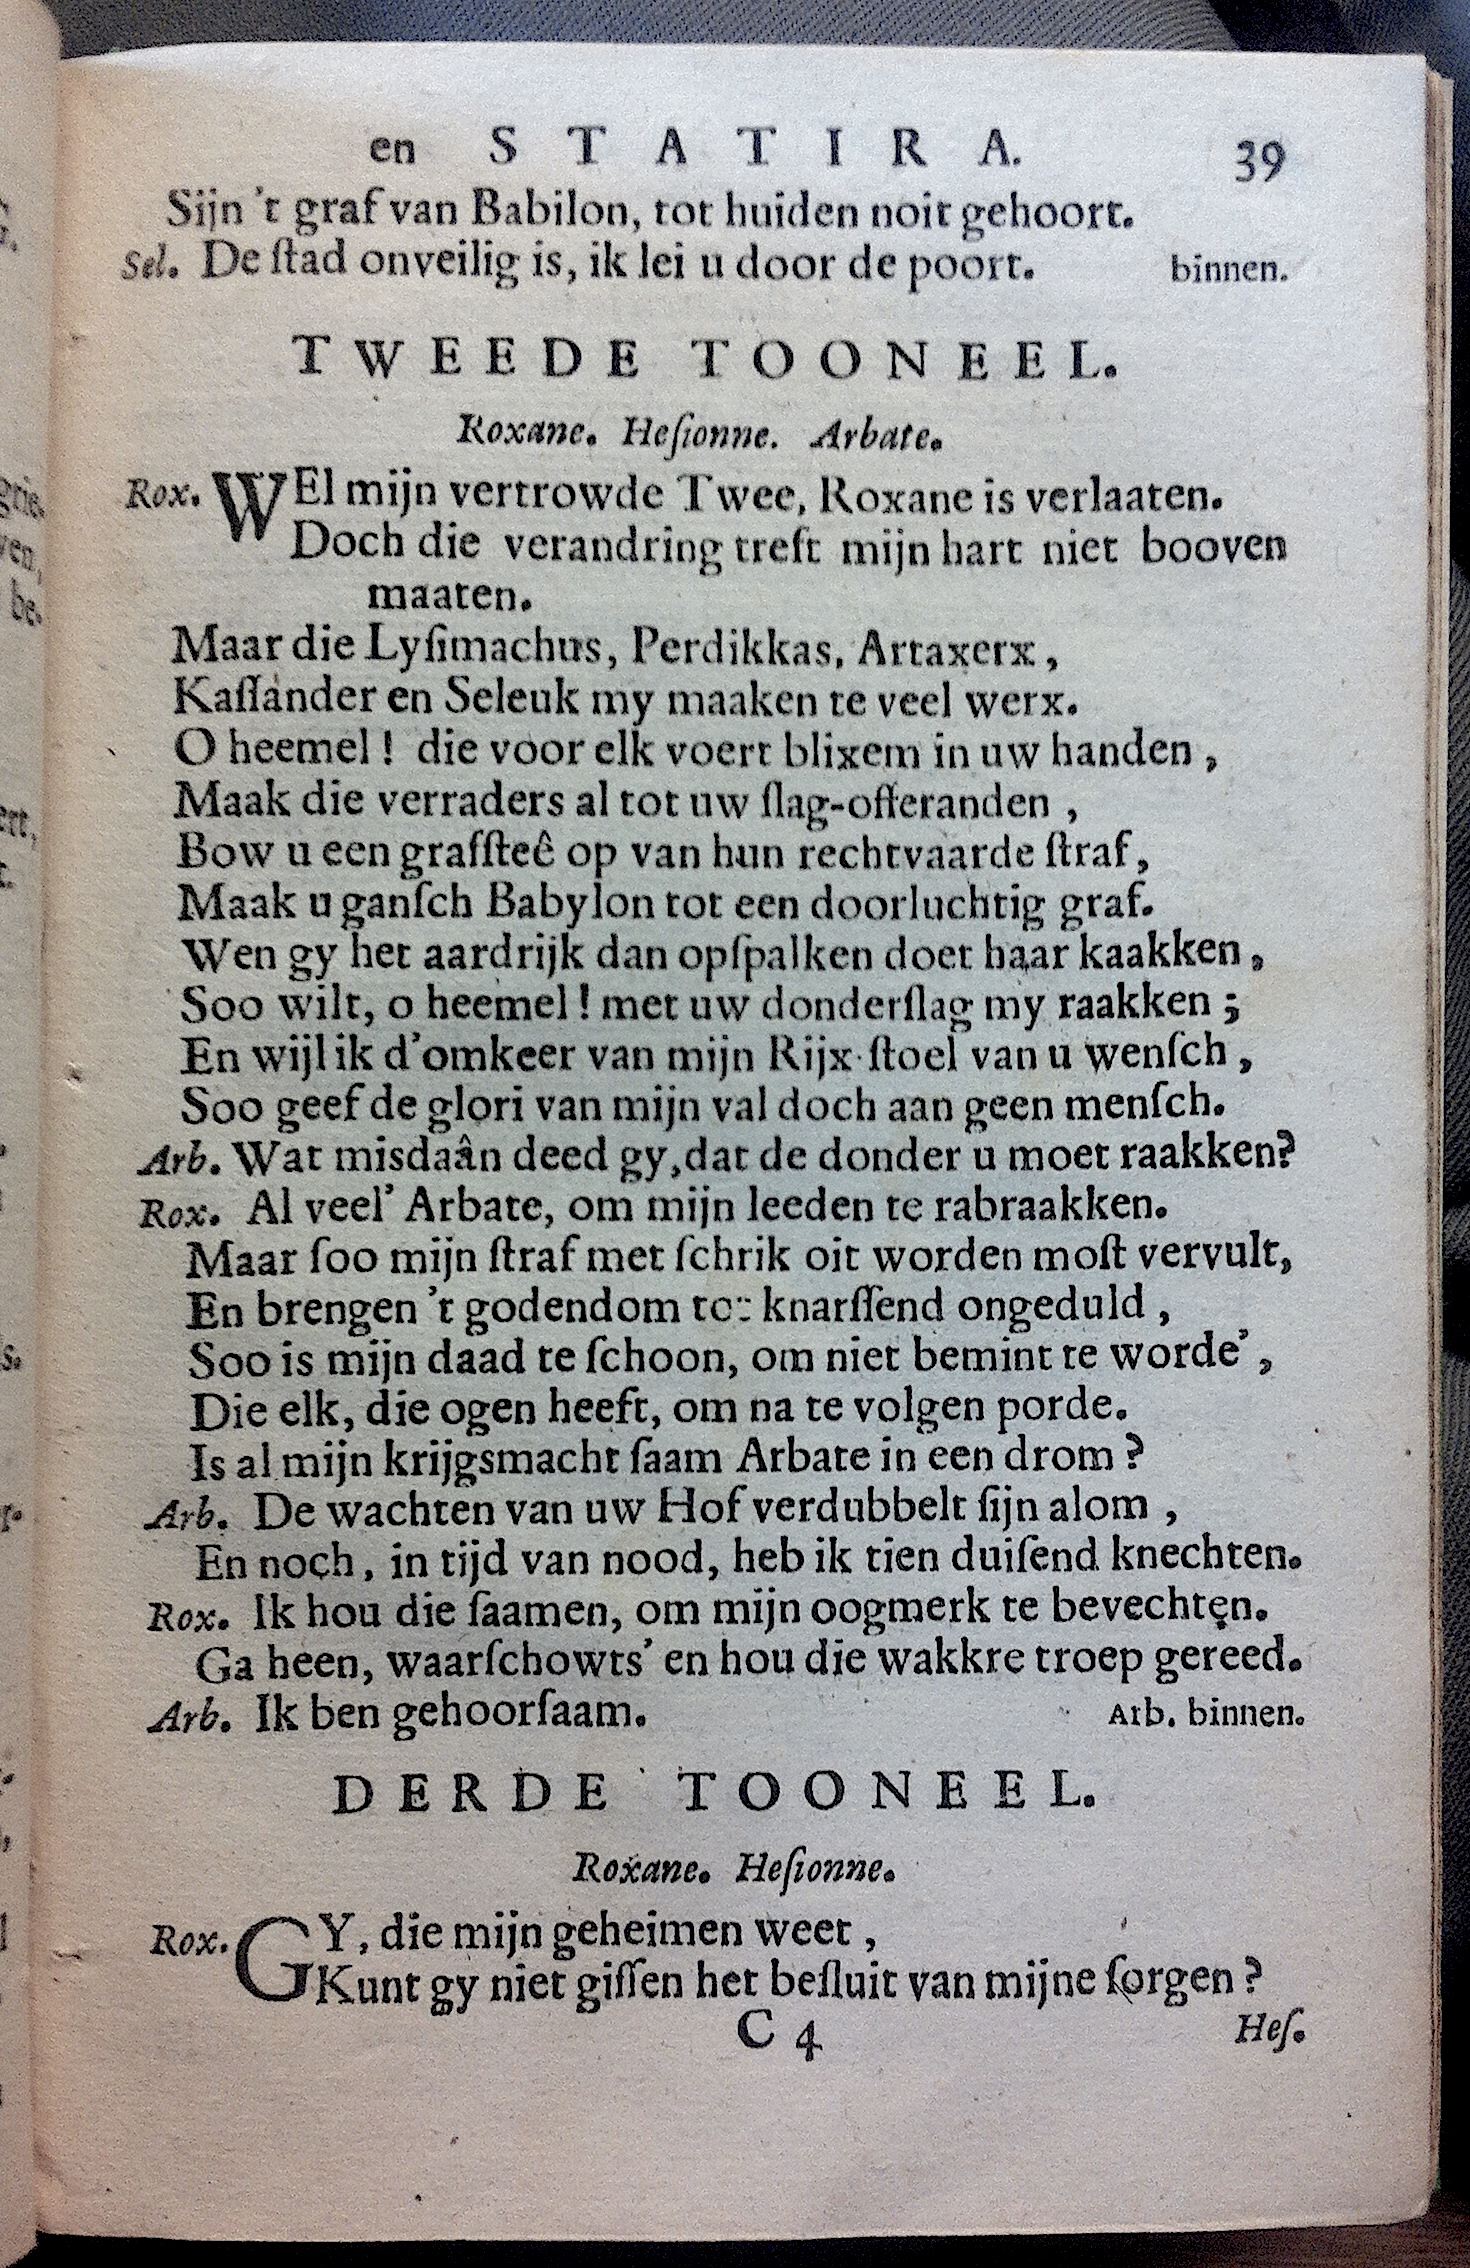 en STATIRA. 39
Sijn 't graf van Babilon, tot huiden noit gehoort.
Sel. De ſtad onveilig is, ik lei u door de poort. binnen.
TWEEDE TOONEEL.
Roxane. Heſionne. Arbate.
Rox. WEl mijn vertrowde Twee, Roxane is verlaaten.
Doch die verandring treft mijn hart niet booven
maaten.
Maar die Lyſimachus, Perdikkas, Artaxerx,
Kaſſander en Seleuk my maaken te veel werx.
O heemel! die voor elk voert blixem in uw handen,
Maak die verraders al tot uw ſlag-offeranden,
Bow u een grafſteê op van hun rechtvaarde ſtraf,
Maak u ganſch Babylon tot een doorluchtig graf.
Wen gy het aardrijk dan opſpalken doet haar kaakken,
Soo wilt, o heemel! met uw donderſlag my raakken;
En wijl ik d'omkeer van mijn Rijx-ſtoel van u wenſch,
Soo geef de glori van mijn val doch aan geen menſch.
Arb. Wat misdaân deed gy, dat de donder u moet raakken?
Rox. Al veel' Arbate, om mijn leeden te rabraakken.
Maar ſoo mijn ſtraf met ſchrik oit worden moſt vervult,
En brengen 't godendom tot knarſſend ongeduld,
Soo is mijn daad te ſchoon, om niet bemint te worde',
Die elk, die ogen heeft, om na te volgen porde.
Is al mijn krijgsmacht ſaam Arbate in een drom?
Arb. De wachten van uw Hof verdubbelt ſijn alom,
En noch, in tijd van nood, heb ik tien duiſend knechten.
Rox. Ik hou die ſaamen, om mijn oogmerk te bevechten.
Ga heen, waarſchowts' en hou die wakkre troep gereed.
Arb. Ik ben gehoorſaam. Arb. binnen.
DERDE TOONEEL.
Roxane. Heſionne.
Rox. GY, die mijn geheimen weet,
Kunt gy niet giſſen het beſluit van mijne ſorgen?
C 4 Heſ.